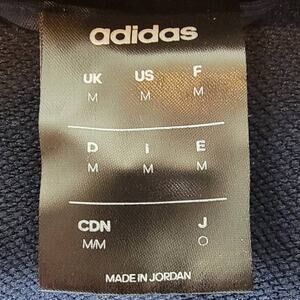 adidas
UK US F
M M M
D I E
M M M
CDN J
M/M O
MADE IN JORDAN